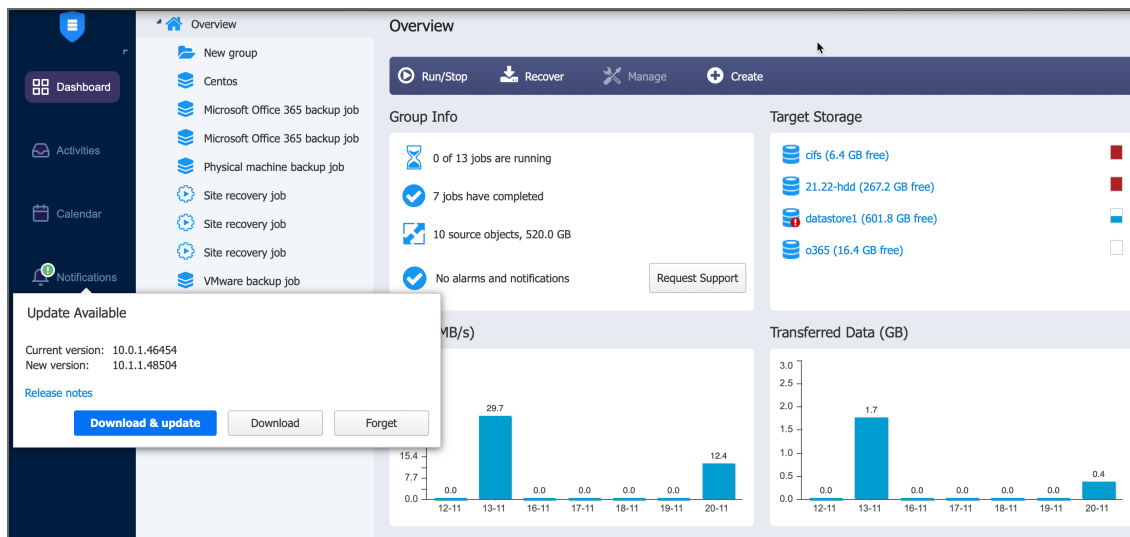 Dashboard
Activities
Calendar
Notifications
Overview
New group
Centos
Microsoft Office 365 backup job
Microsoft Office 365 backup job
Physical machine backup job
Site recovery job
Site recovery job
Site recovery job
VMware backup job
Overview
Run/Stop Recover Manage Create
Group Info
0 of 13 jobs are running
7 jobs have completed
10 source objects, 520.0 GB
No alarms and notifications Request Support
Target Storage
cifs (6.4 GB free)
21.22-hdd (267.2 GB free)
datastore1 (601.8 GB free)
o365 (16.4 GB free)
Update Available
Current version: 10.0.1.46454
New version: 10.1.1.48504
Release notes
Download & update Download Forget
MB/s)
29.7
15.4
12.4
7.7
0.0 0.0 0.0 0.0 0.0
0.0
12-11 13-11 16-11 17-11 18-11 19-11 20-11
Transferred Data (GB)
3.0
2.5
2.0
1.7
1.5
1.0
0.5
0.4
0.0 0.0 0.0 0.0 0.0
0.0
12-11 13-11 16-11 17-11 18-11 19-11 20-11